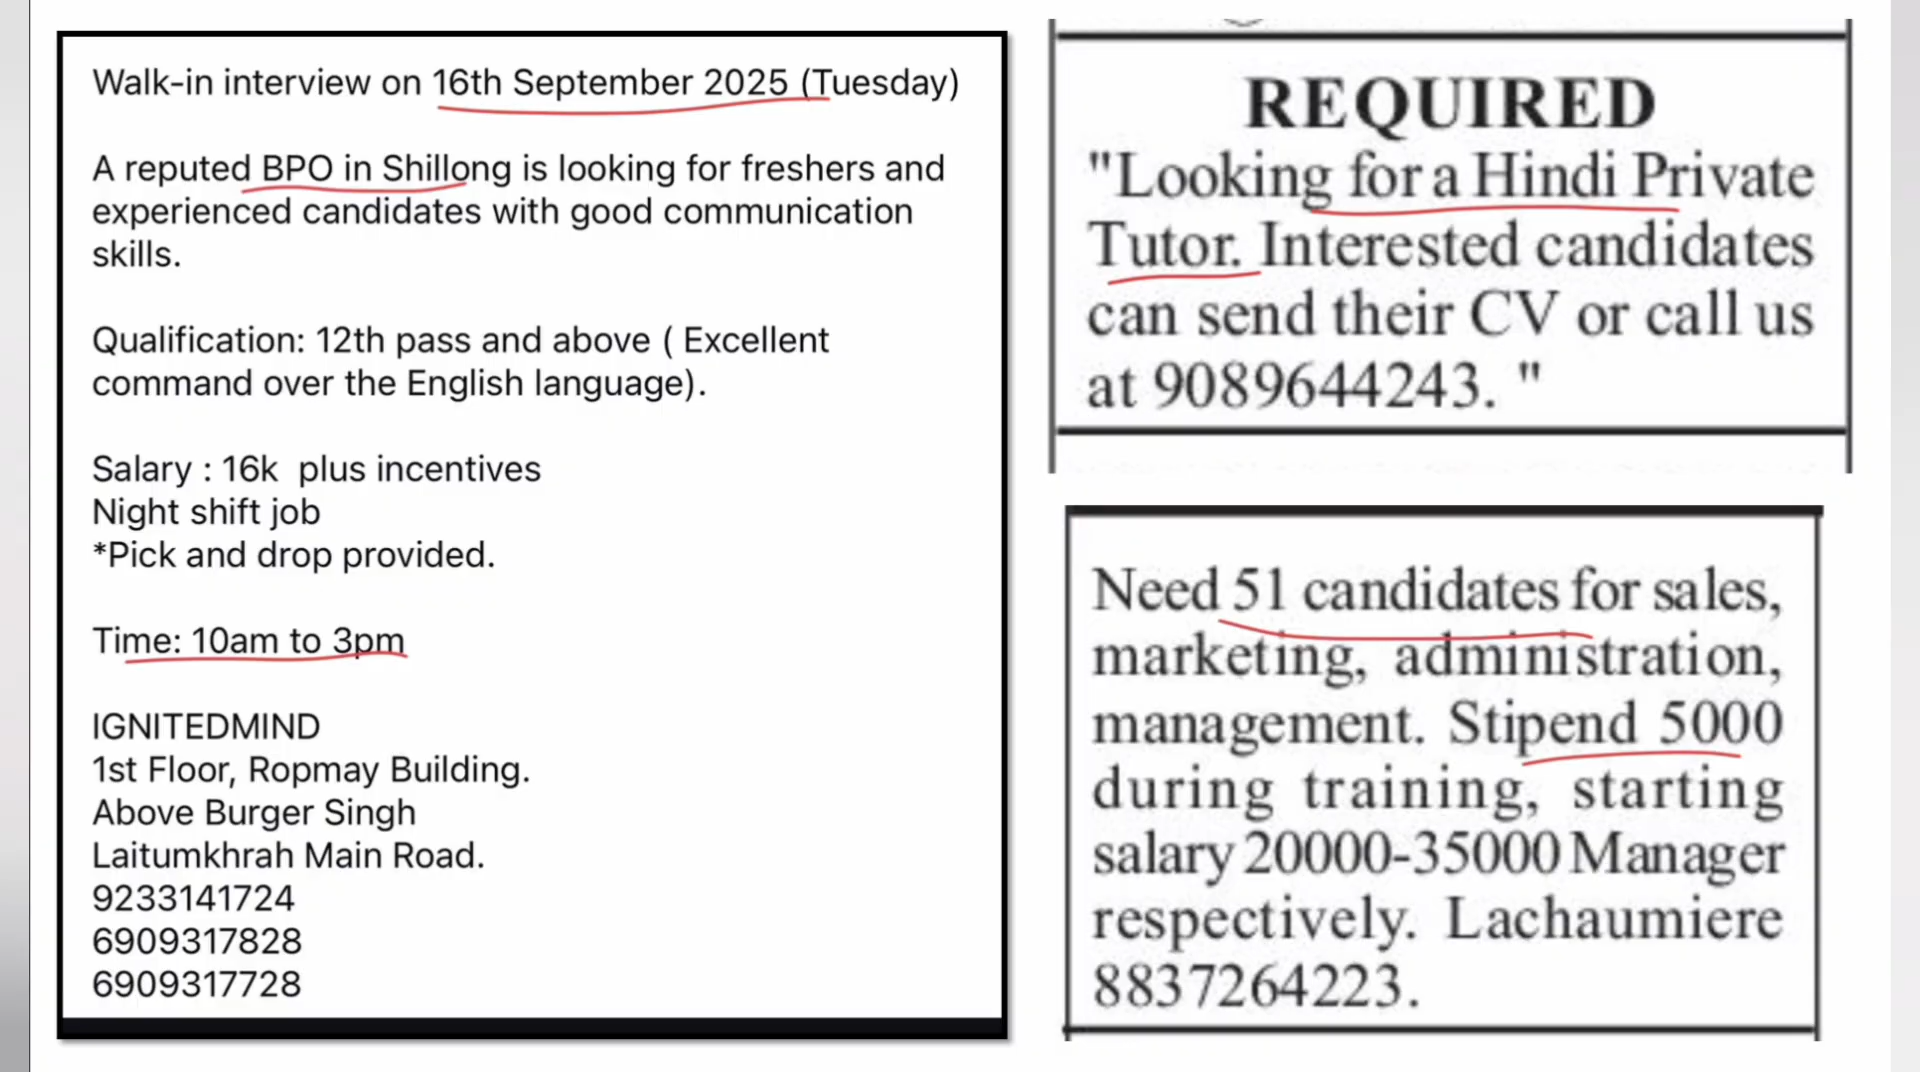 Walk-in interview on 16th September 2025 (Tuesday)
A reputed BPO in Shillong is looking for freshers and
experienced candidates with good communication
skills.
Qualification: 12th pass and above ( Excellent
command over the English language).
Salary : 16k  plus incentives
Night shift job
*Pick and drop provided.
Time: 10am to 3pm
IGNITEDMIND
1st Floor, Ropmay Building.
Above Burger Singh
Laitumkhrah Main Road.
9233141724
6909317828
6909317728
REQUIRED
"Looking for a Hindi Private
Tutor. Interested candidates
can send their CV or call us
at 9089644243. "
Need 51 candidates for sales,
marketing, administration,
management. Stipend 5000
during training, starting
salary 20000-35000 Manager
respectively. Lachaumiere
8837264223.